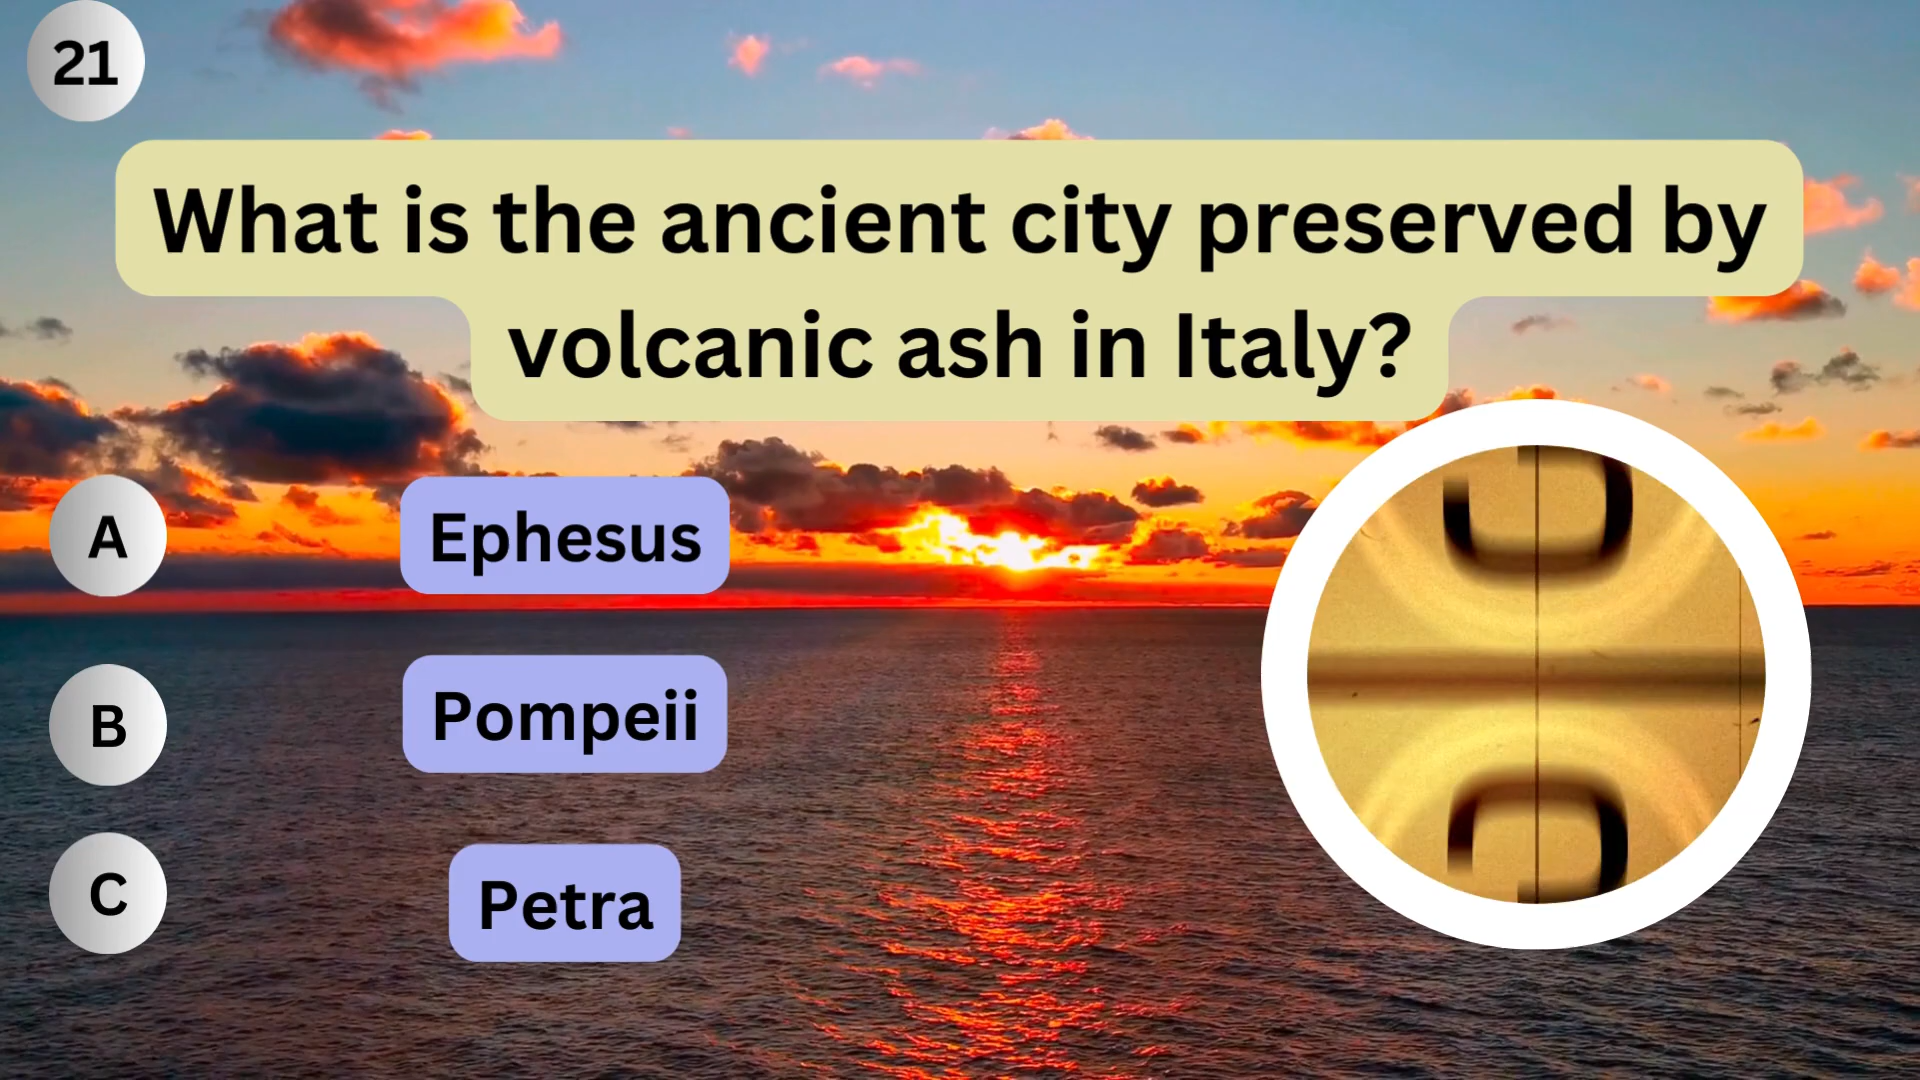 21
What is the ancient city preserved by
volcanic ash in Italy?
A
Ephesus
B
Pompeii
C
Petra